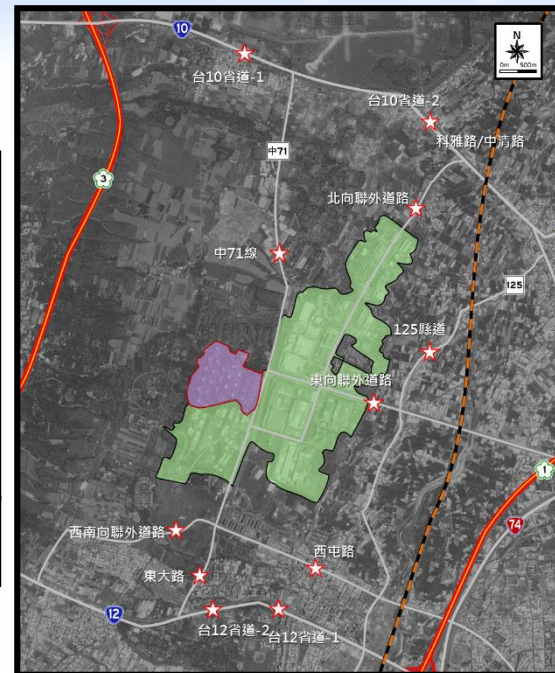 10
N
0m 500m
台10省道-1
台10省道-2
科雅路/中清路
中71
3
北向聯外道路
中71線
125
125縣道
東向聯外道路
1
74
西南向聯外道路
西屯路
東大路
12
台12省道-2
台12省道-1